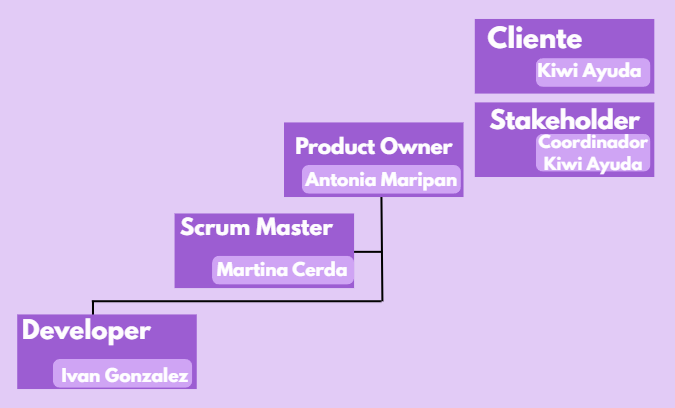 Cliente
Kiwi Ayuda
Stakeholder
Coordinador
Kiwi Ayuda
Product Owner
Antonia Maripan
Scrum Master
Martina Cerda
Developer
Ivan Gonzalez